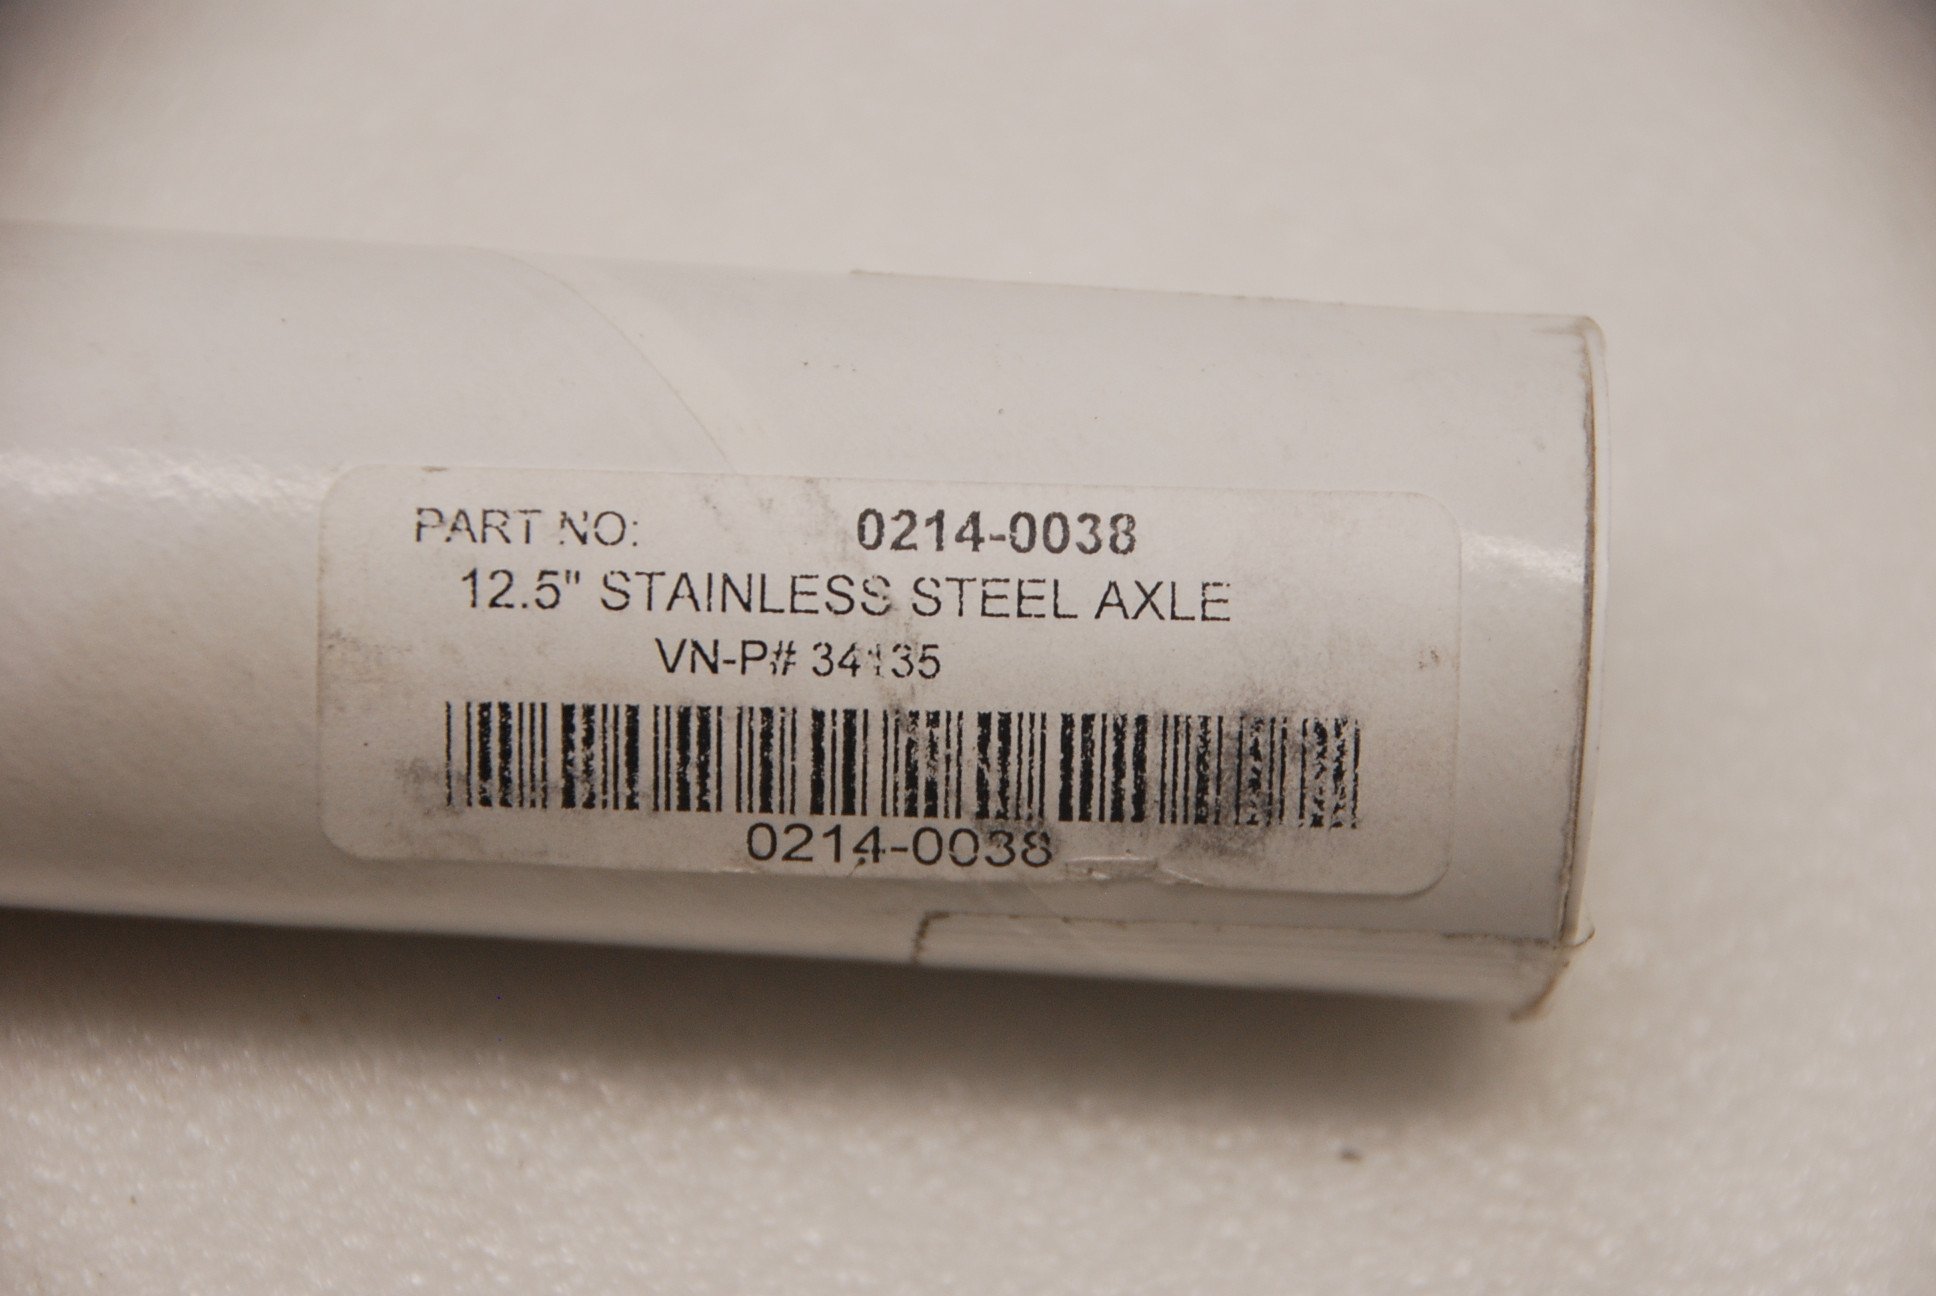 PART NO: 0214-0038
12.5" STAINLESS STEEL AXLE
VN-P# 34135
0214-0038